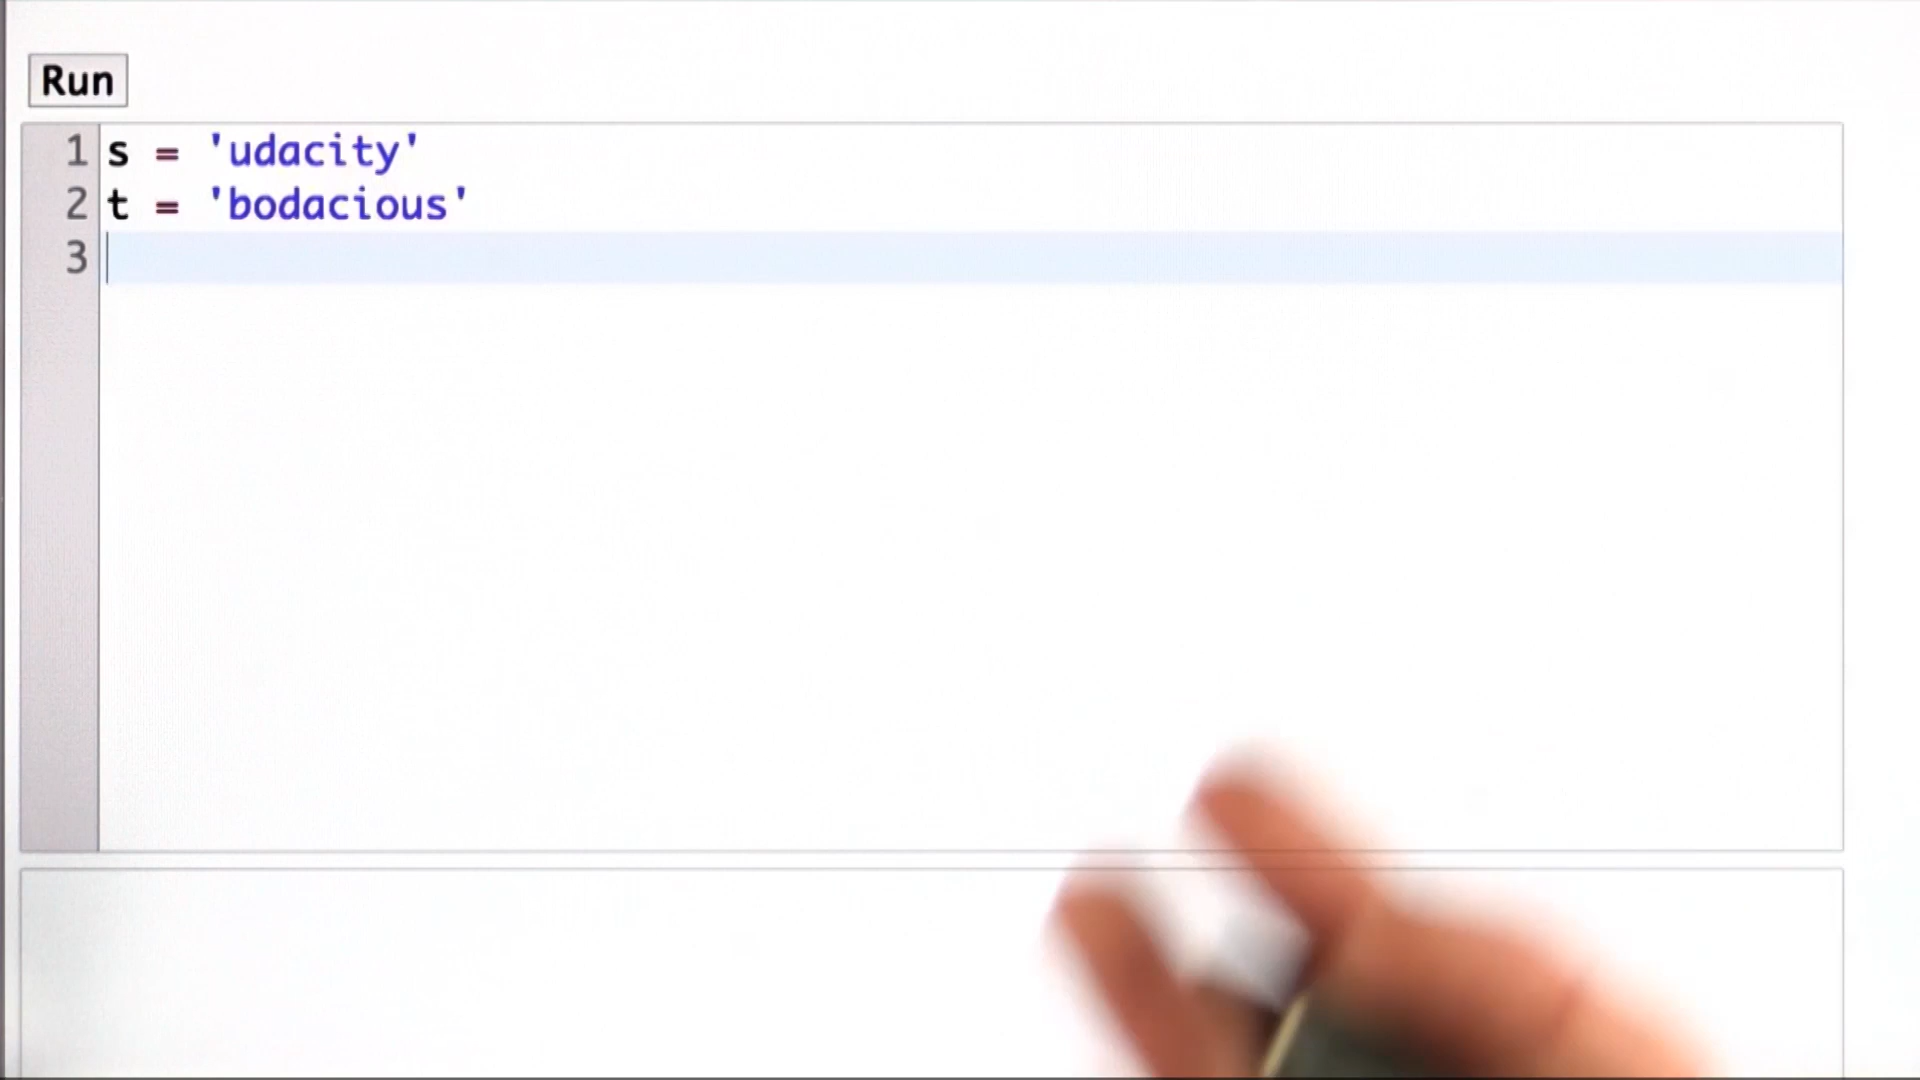 Run
1 s = 'udacity'
2 t = 'bodacious'
3